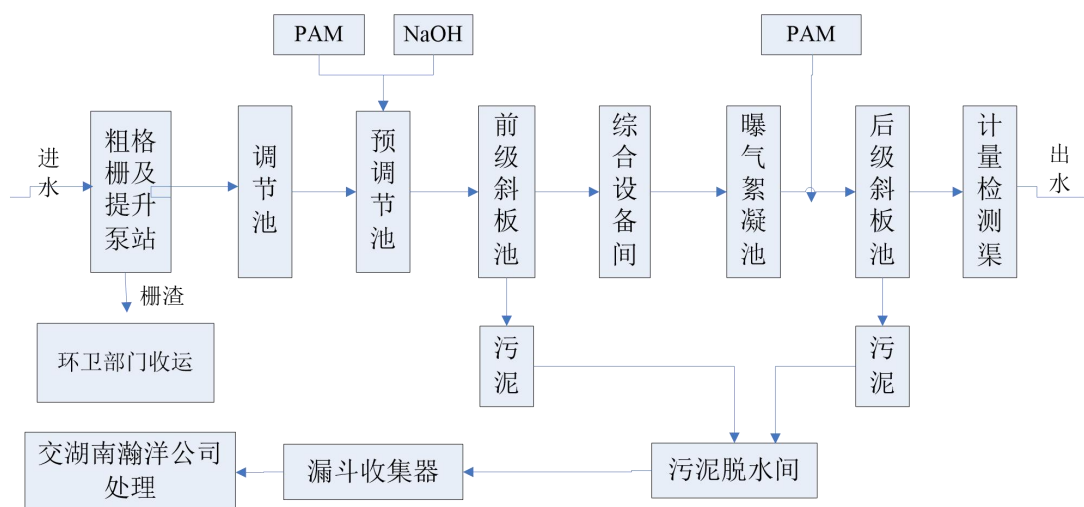 PAM
NaOH
PAM
进水
粗格栅及提升泵站
调节池
预调节池
前级斜板池
综合设备间
曝气絮凝池
后级斜板池
计量检测渠
出水
栅渣
环卫部门收运
污泥
污泥
交湖南瀚洋公司
处理
漏斗收集器
污泥脱水间